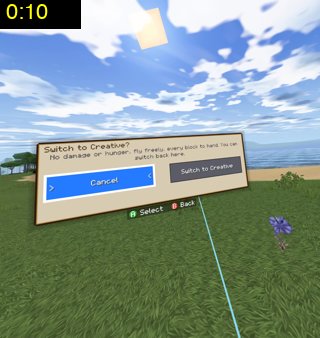 0:10
Switch to Creative?
No damage or hunger, fly freely, every block to hand. You can
switch back here.
> Cancel <
Switch to Creative
A Select B Back